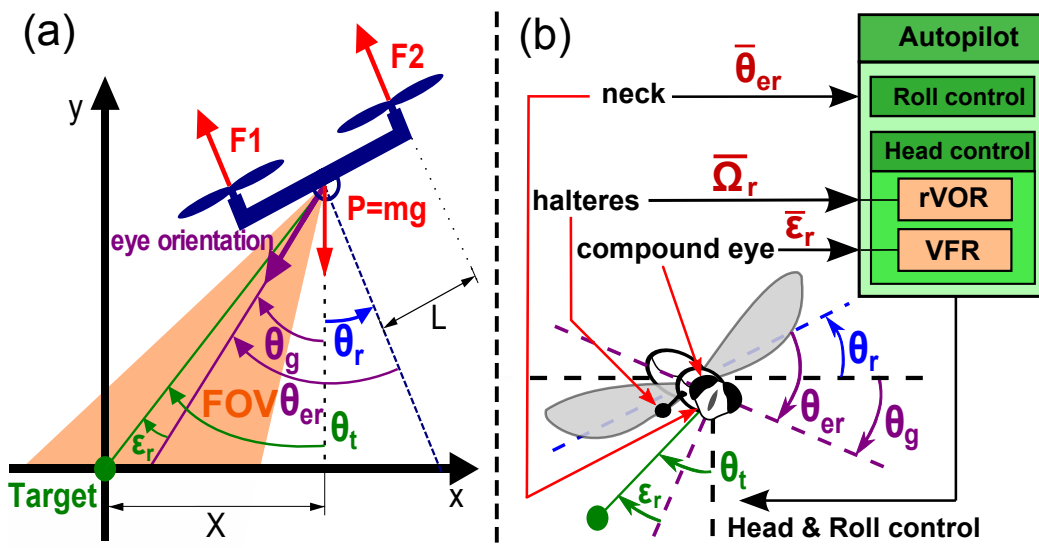 (a)
y
F2
F1
P=mg
eye orientation
L
θr
θg
FOV
θer
θt
εr
Target
x
X
(b)
Autopilot
neck
θ̅er
Roll control
Head control
halteres
Ω̅r
rVOR
compound eye
ε̅r
VFR
θr
θer
θg
θt
εr
Head & Roll control